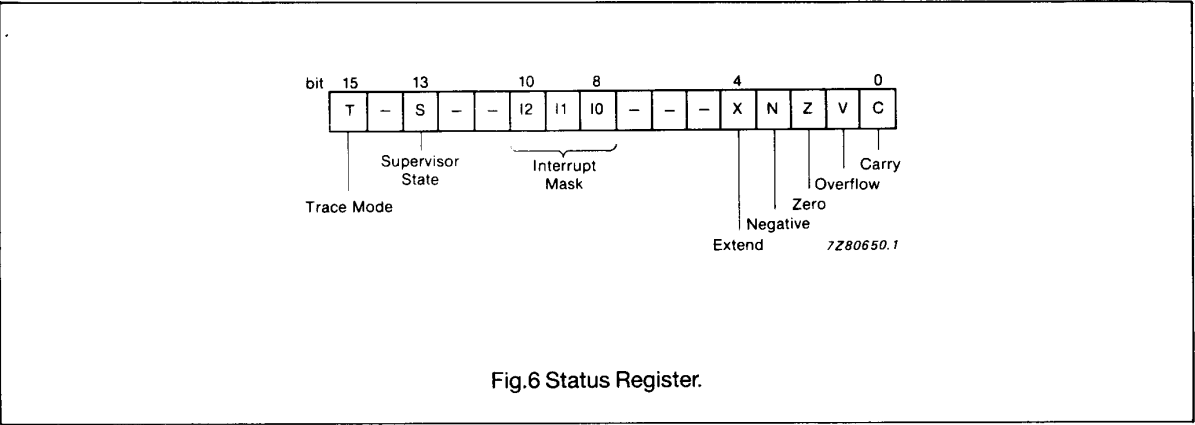 bit 15 13 10 8 4 0
T – S – – I2 I1 I0 – – – X N Z V C
Supervisor State
Interrupt Mask
Carry
Overflow
Trace Mode
Zero
Negative
Extend
7Z80650.1
Fig.6 Status Register.